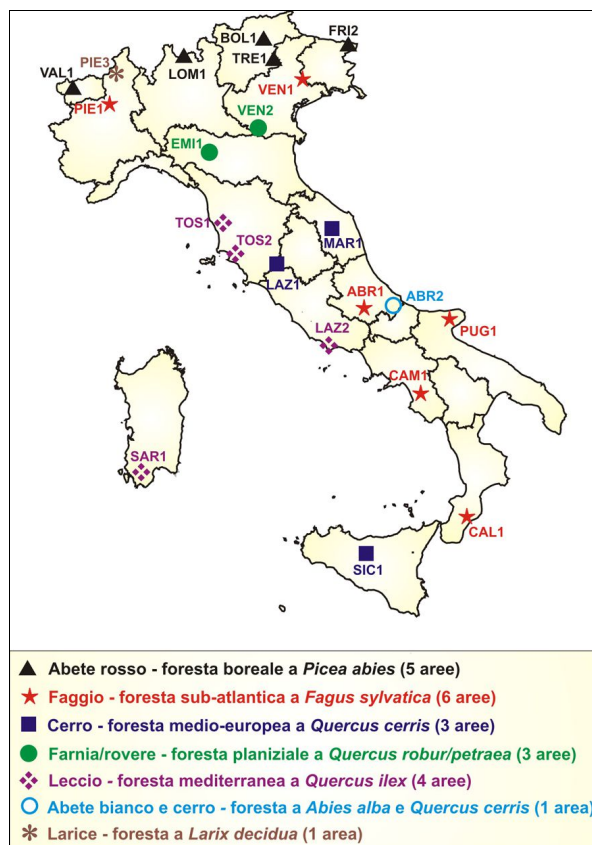 FRI2
BOL1
TRE1
PIE3
LOM1
VAL1
VEN1
PIE1
VEN2
EMI1
TOS1
TOS2
MAR1
LAZ1
ABR1
ABR2
LAZ2
PUG1
CAM1
SAR1
CAL1
SIC1
Abete rosso - foresta boreale a Picea abies (5 aree)
Faggio - foresta sub-atlantica a Fagus sylvatica (6 aree)
Cerro - foresta medio-europea a Quercus cerris (3 aree)
Farnia/rovere - foresta planiziale a Quercus robur/petraea (3 aree)
Leccio - foresta mediterranea a Quercus ilex (4 aree)
Abete bianco e cerro - foresta a Abies alba e Quercus cerris (1 area)
Larice - foresta a Larix decidua (1 area)